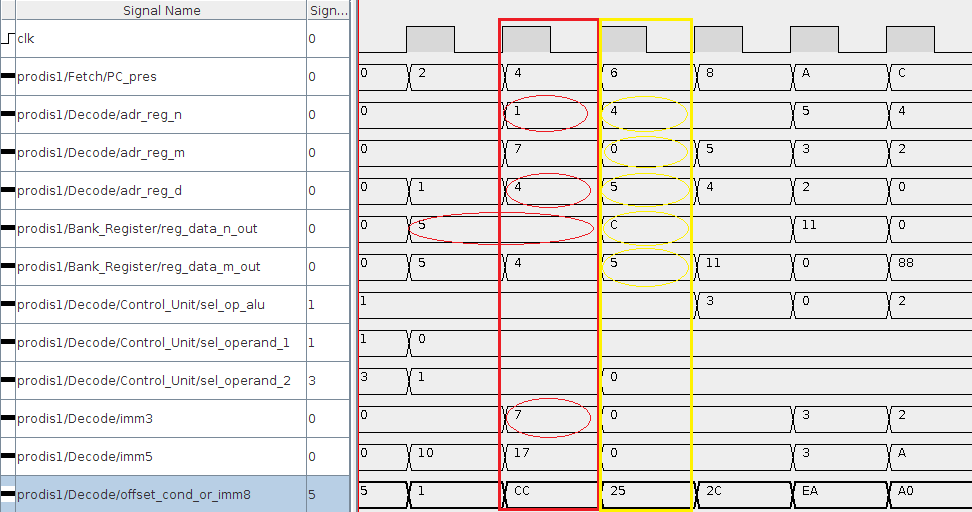 Signal Name Sign...
clk 0
prodis1/Fetch/PC_pres 0 0 2 4 6 8 A C
prodis1/Decode/adr_reg_n 0 0 1 4 5 4
prodis1/Decode/adr_reg_m 0 0 7 0 5 3 2
prodis1/Decode/adr_reg_d 0 0 1 4 5 4 2 0
prodis1/Bank_Register/reg_data_n_out 0 0 5 C 11 0
prodis1/Bank_Register/reg_data_m_out 0 0 5 4 5 11 0 88
prodis1/Decode/Control_Unit/sel_op_alu 1 1 3 0 2
prodis1/Decode/Control_Unit/sel_operand_1 1 1 0
prodis1/Decode/Control_Unit/sel_operand_2 3 3 1 0
prodis1/Decode/imm3 0 0 7 0 3 2
prodis1/Decode/imm5 0 0 10 17 0 3 A
prodis1/Decode/offset_cond_or_imm8 5 5 1 CC 25 2C EA A0